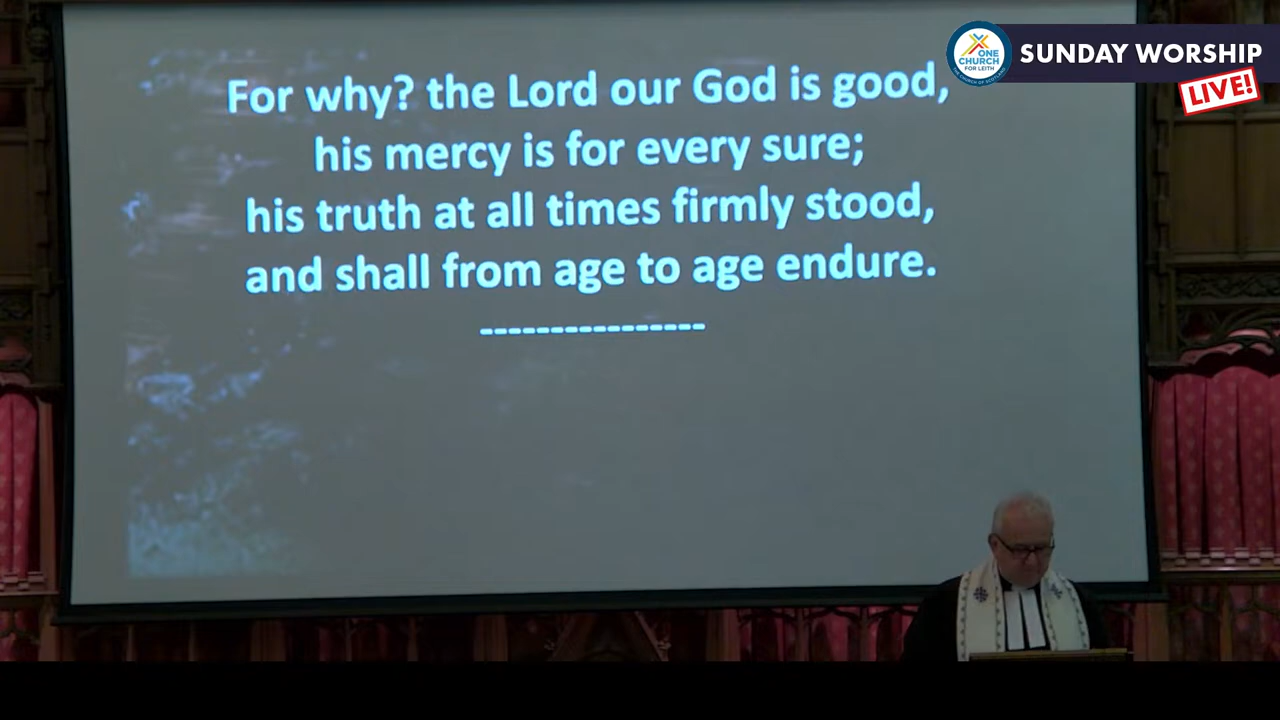 For why? the Lord our God is good,
his mercy is for every sure;
his truth at all times firmly stood,
and shall from age to age endure.
----------------
ONE
CHURCH
FOR LEITH
SUNDAY WORSHIP
LIVE!